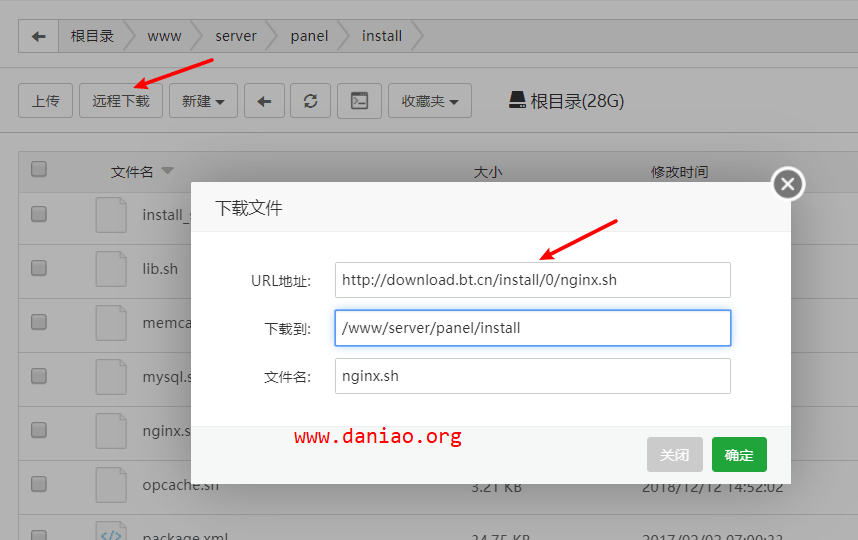 根目录 www server panel install
上传 远程下载 新建 收藏夹 根目录(28G)
文件名 大小 修改时间
install_
下载文件
lib.sh
URL地址: http://download.bt.cn/install/0/nginx.sh
memca
下载到: /www/server/panel/install
mysql.s
文件名: nginx.sh
nginx.s
www.daniao.org
关闭 确定
opcache.sh 3.21 KB 2018/12/12 14:52:02
package.xml 34.75 KB 2017/02/02 07:00:33